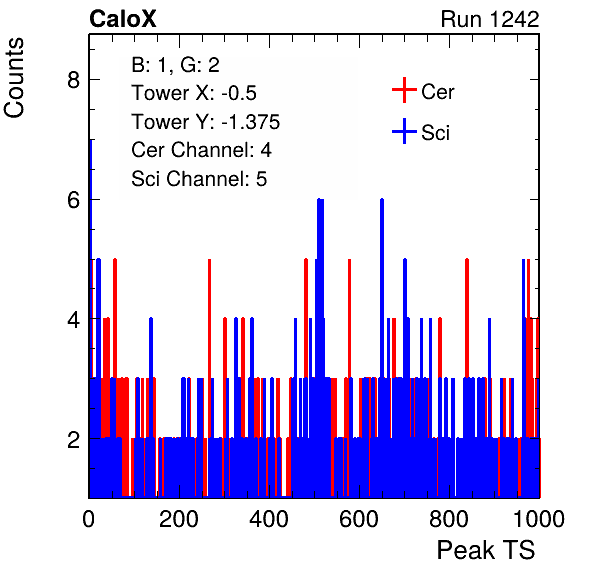 CaloX Run 1242
Counts
B: 1, G: 2
Tower X: -0.5
Tower Y: -1.375
Cer Channel: 4
Sci Channel: 5
Cer
Sci
8
6
4
2
0 200 400 600 800 1000
Peak TS